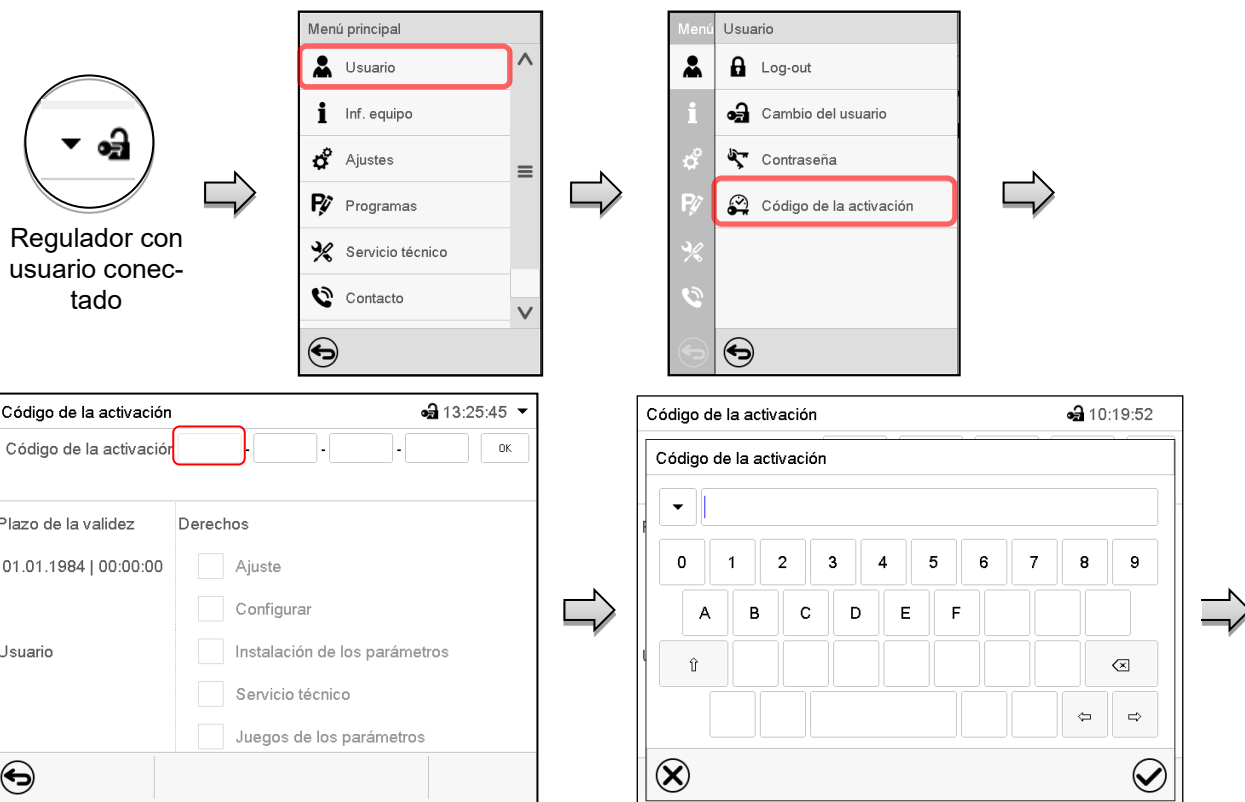 Regulador con
usuario conec-
tado
Menú principal
Usuario
Inf. equipo
Ajustes
Programas
Servicio técnico
Contacto
Menú Usuario
Log-out
Cambio del usuario
Contraseña
Código de la activación
Código de la activación 13:25:45
Código de la activación - - - OK
Plazo de la validez Derechos
01.01.1984 | 00:00:00 Ajuste
Configurar
Usuario Instalación de los parámetros
Servicio técnico
Juegos de los parámetros
Código de la activación 10:19:52
Código de la activación
0 1 2 3 4 5 6 7 8 9
A B C D E F